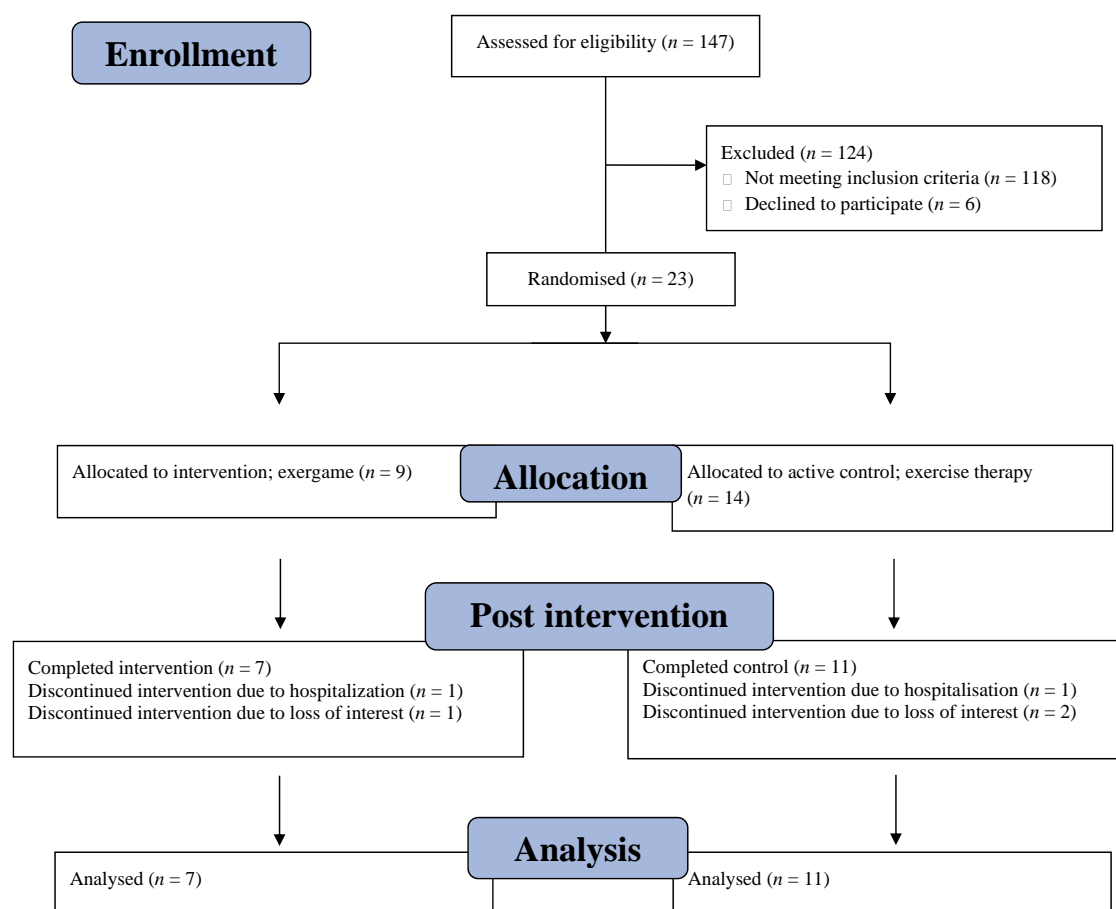 Enrollment
Assessed for eligibility (n = 147)
Excluded (n = 124)
Not meeting inclusion criteria (n = 118)
Declined to participate (n = 6)
Randomised (n = 23)
Allocated to intervention; exergame (n = 9)
Allocation
Allocated to active control; exercise therapy
(n = 14)
Post intervention
Completed intervention (n = 7)
Discontinued intervention due to hospitalization (n = 1)
Discontinued intervention due to loss of interest (n = 1)
Completed control (n = 11)
Discontinued intervention due to hospitalisation (n = 1)
Discontinued intervention due to loss of interest (n = 2)
Analysis
Analysed (n = 7)
Analysed (n = 11)